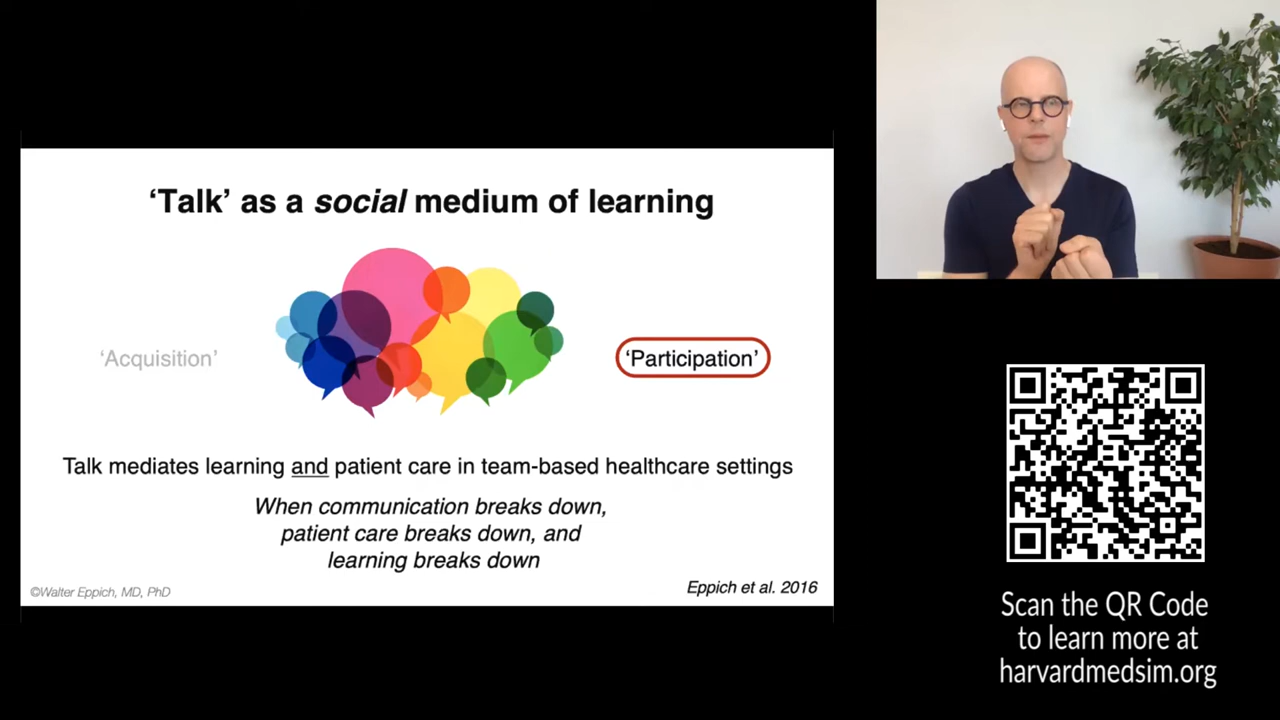 ‘Talk’ as a social medium of learning
‘Acquisition’
‘Participation’
Talk mediates learning and patient care in team-based healthcare settings
When communication breaks down,
patient care breaks down, and
learning breaks down
©Walter Eppich, MD, PhD
Eppich et al. 2016
Scan the QR Code
to learn more at
harvardmedsim.org